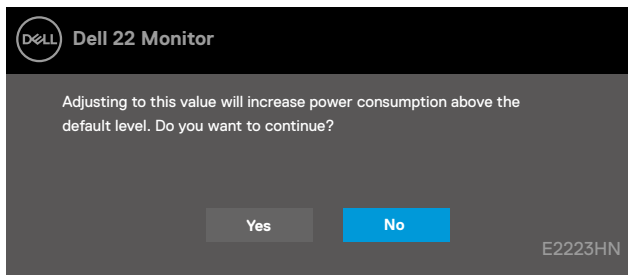 DELL Dell 22 Monitor
Adjusting to this value will increase power consumption above the
default level. Do you want to continue?
Yes No
E2223HN